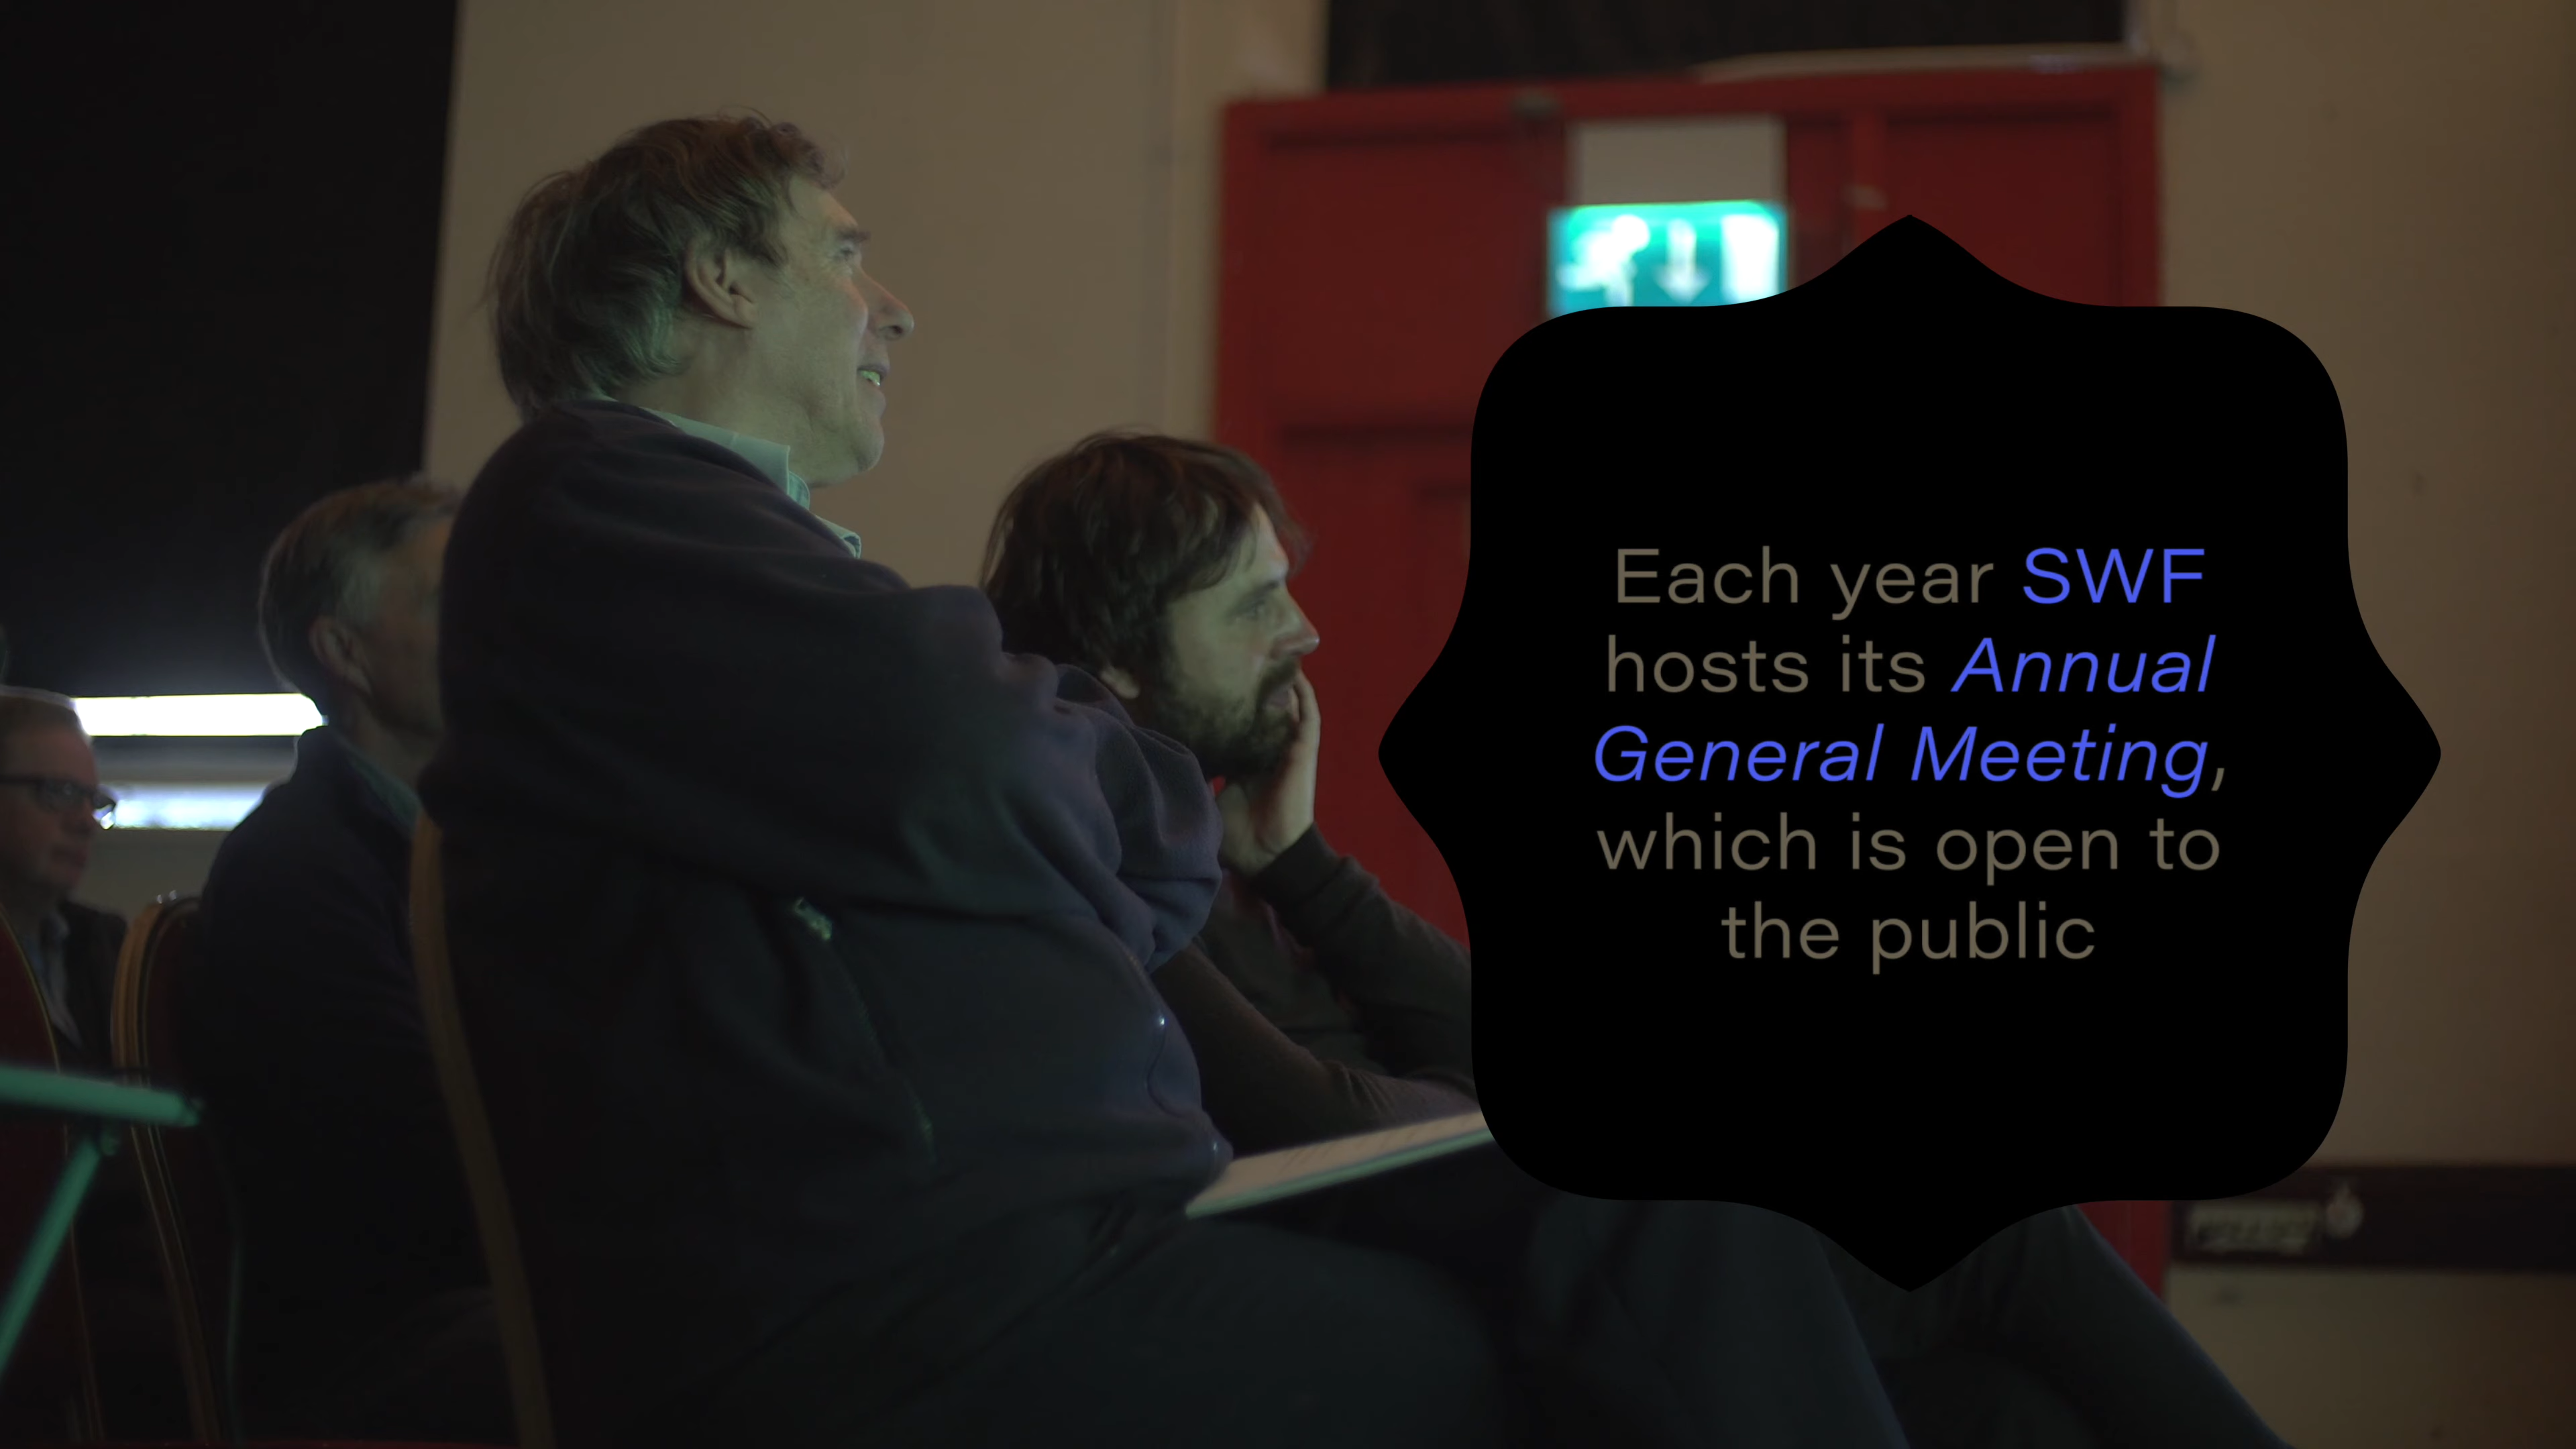 Each year SWF
hosts its Annual
General Meeting,
which is open to
the public